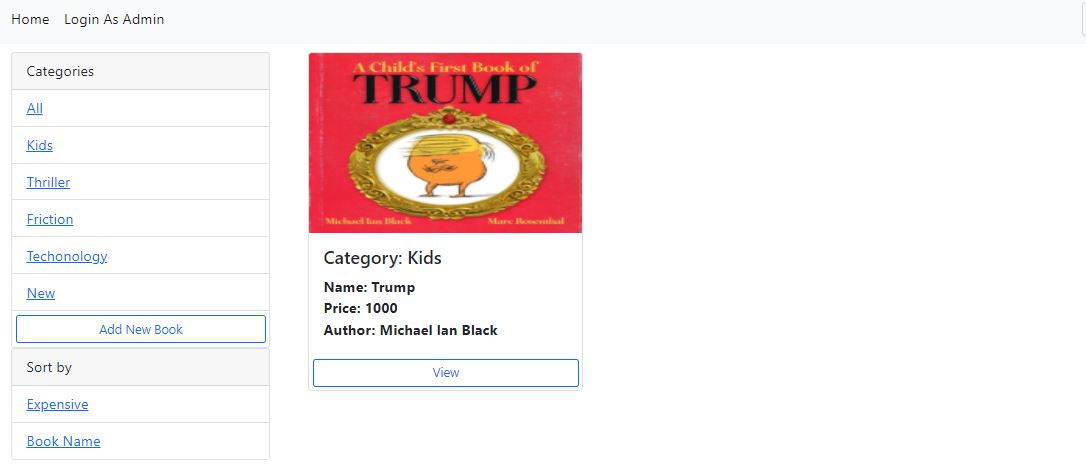 Home Login As Admin
Categories
All
Kids
Thriller
Friction
Techonology
New
Add New Book
Sort by
Expensive
Book Name
A Child's First Book of
TRUMP
Michael Ian Black Marc Rosenthal
Category: Kids
Name: Trump
Price: 1000
Author: Michael Ian Black
View